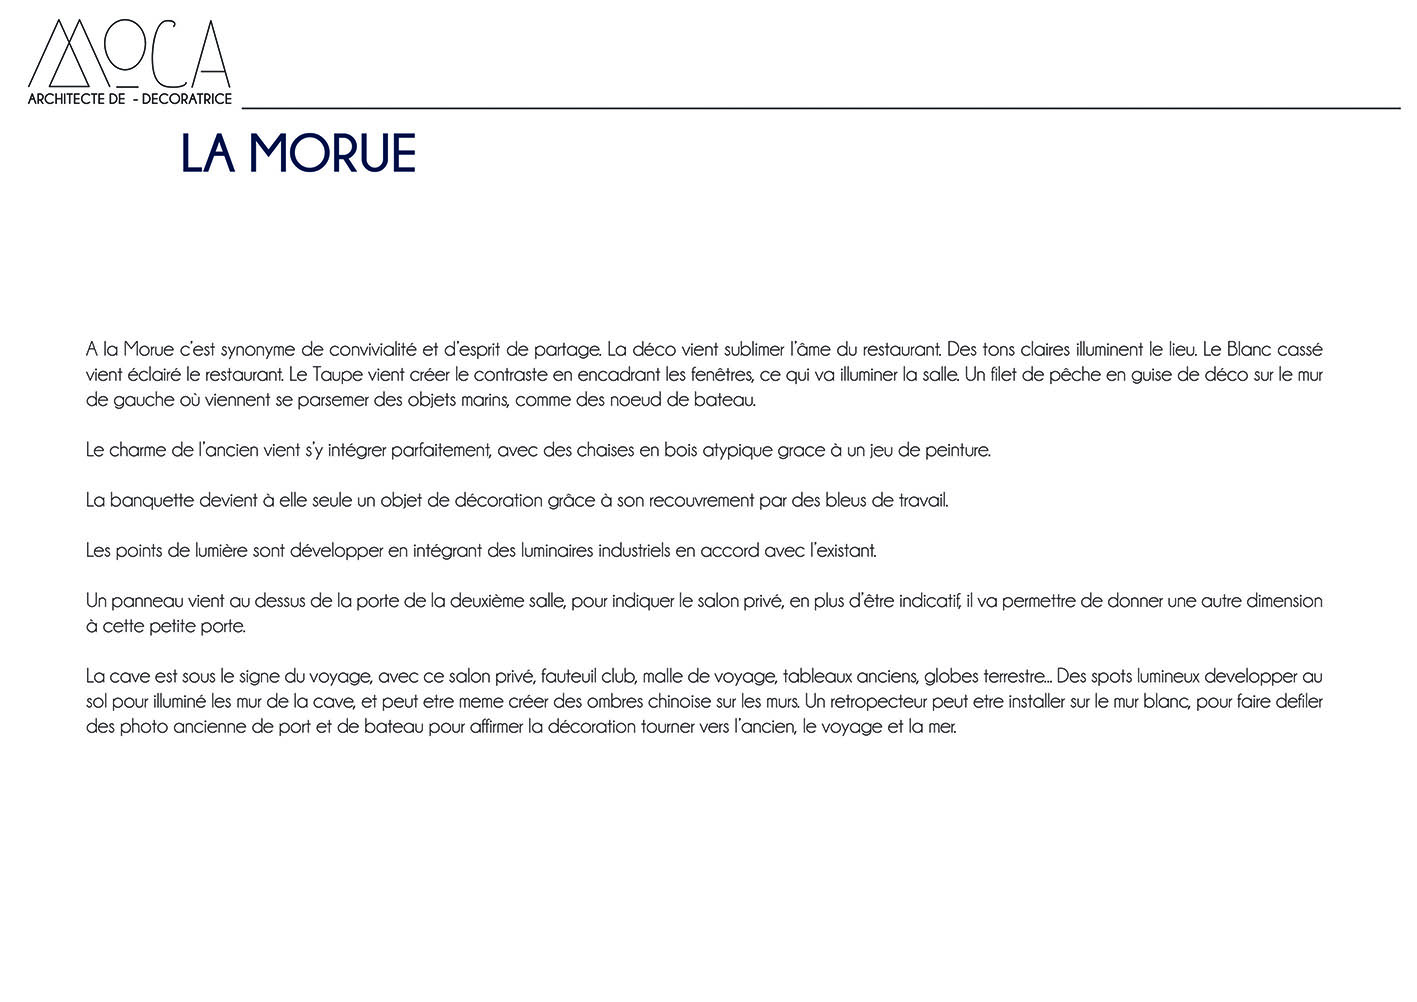 MOCA
ARCHITECTE DE - DECORATRICE
LA MORUE
A la Morue c'est synonyme de convivialité et d'esprit de partage. La déco vient sublimer l'âme du restaurant. Des tons claires illuminent le lieu. Le Blanc cassé
vient éclairé le restaurant. Le Taupe vient créer le contraste en encadrant les fenêtres, ce qui va illuminer la salle. Un filet de pêche en guise de déco sur le mur
de gauche où viennent se parsemer des objets marins, comme des noeud de bateau.
Le charme de l'ancien vient s'y intégrer parfaitement, avec des chaises en bois atypique grace à un jeu de peinture.
La banquette devient à elle seule un objet de décoration grâce à son recouvrement par des bleus de travail.
Les points de lumière sont développer en intégrant des luminaires industriels en accord avec l'existant.
Un panneau vient au dessus de la porte de la deuxième salle, pour indiquer le salon privé, en plus d'être indicatif, il va permettre de donner une autre dimension
à cette petite porte.
La cave est sous le signe du voyage, avec ce salon privé, fauteuil club, malle de voyage, tableaux anciens, globes terrestre... Des spots lumineux developper au
sol pour illuminé les mur de la cave, et peut etre meme créer des ombres chinoise sur les murs. Un retropecteur peut etre installer sur le mur blanc, pour faire defiler
des photo ancienne de port et de bateau pour affirmer la décoration tourner vers l'ancien, le voyage et la mer.